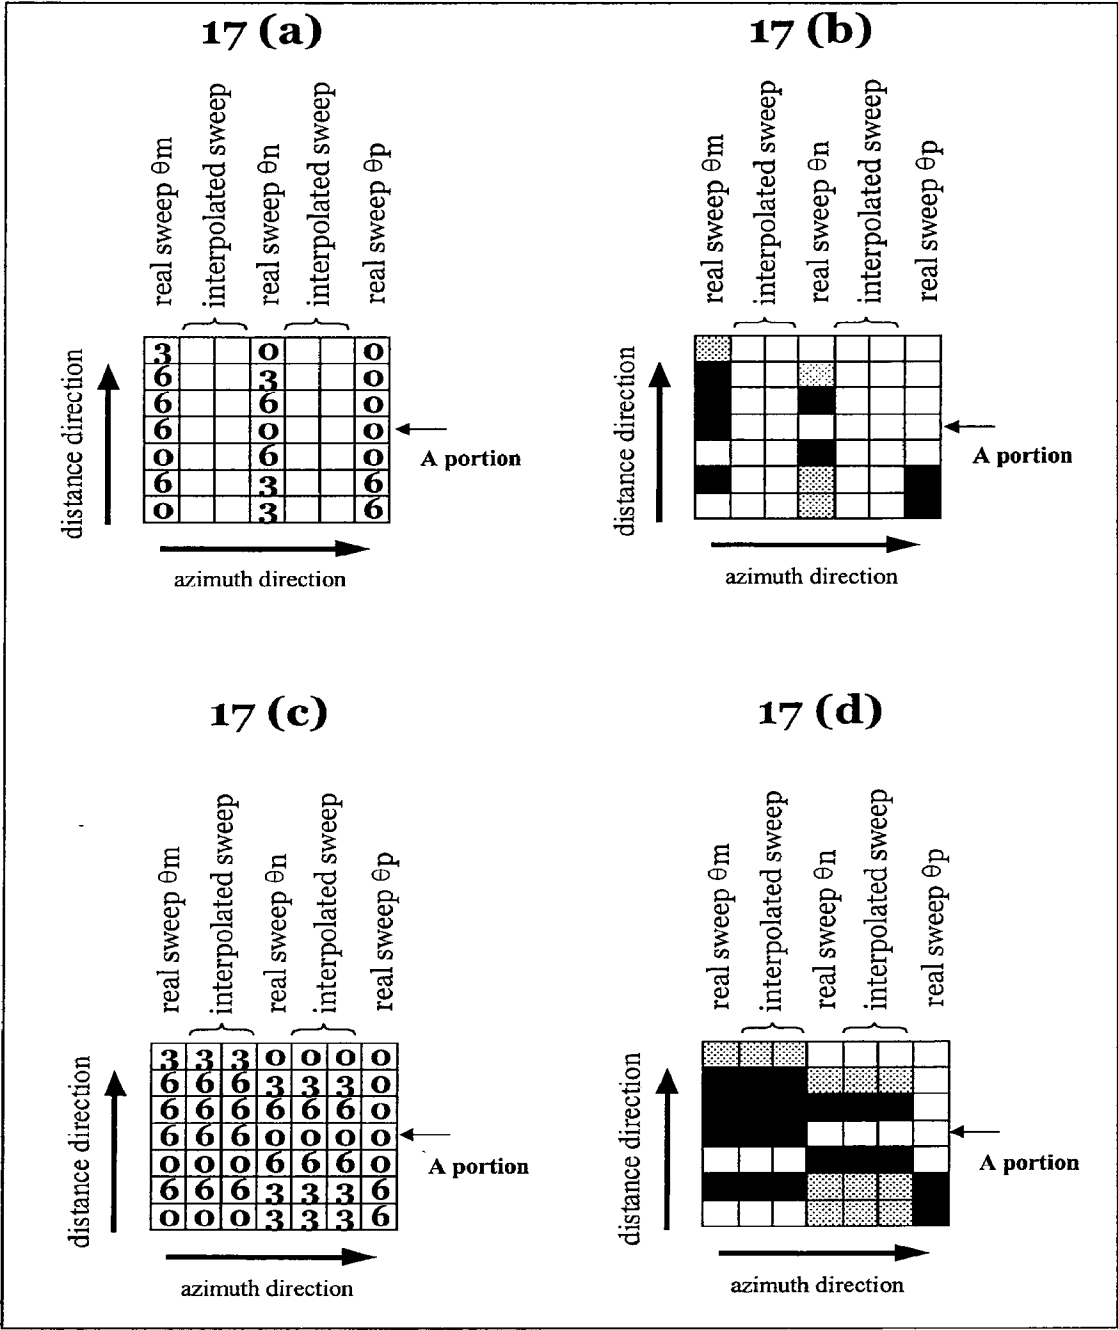 17 (a)
real sweep θm
interpolated sweep
real sweep θn
interpolated sweep
real sweep θp
distance direction
3 0 0
6 3 0
6 6 0
6 0 0
0 6 0
6 3 6
0 3 6
A portion
azimuth direction
17 (b)
real sweep θm
interpolated sweep
real sweep θn
interpolated sweep
real sweep θp
distance direction
A portion
azimuth direction
17 (c)
real sweep θm
interpolated sweep
real sweep θn
interpolated sweep
real sweep θp
distance direction
3 3 3 0 0 0 0
6 6 6 3 3 3 0
6 6 6 6 6 6 0
6 6 6 0 0 0 0
0 0 0 6 6 6 0
6 6 6 3 3 3 6
0 0 0 3 3 3 6
A portion
azimuth direction
17 (d)
real sweep θm
interpolated sweep
real sweep θn
interpolated sweep
real sweep θp
distance direction
A portion
azimuth direction